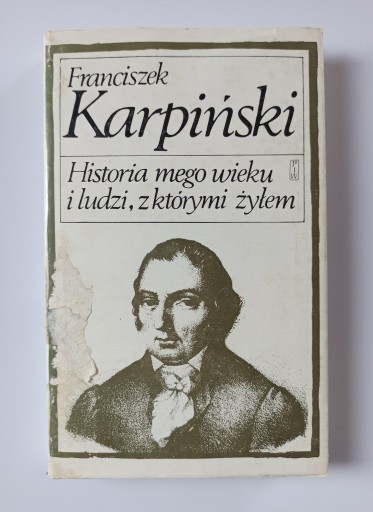 Franciszek
Karpiński
Historia mego wieku
i ludzi, z którymi żyłem